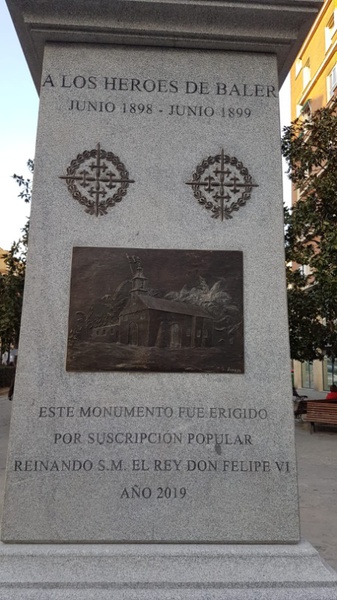 A LOS HEROES DE BALER
JUNIO 1898 - JUNIO 1899
ESTE MONUMENTO FUE ERIGIDO
POR SUSCRIPCIÓN POPULAR
REINANDO S.M. EL REY DON FELIPE VI
AÑO 2019